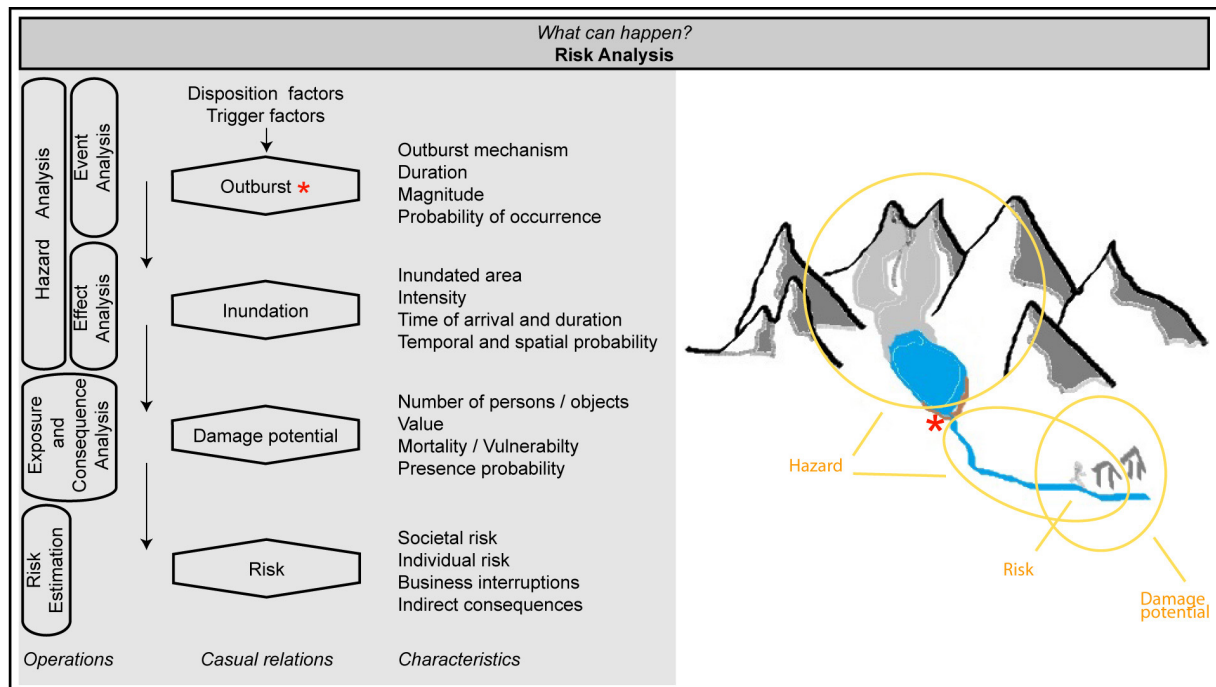 What can happen?
Risk Analysis
Hazard Analysis
Event
Analysis
Effect
Analysis
Exposure
and
Consequence
Analysis
Risk
Estimation
Disposition factors
Trigger factors
Outburst *
Outburst mechanism
Duration
Magnitude
Probability of occurrence
Inundation
Inundated area
Intensity
Time of arrival and duration
Temporal and spatial probability
Damage potential
Number of persons / objects
Value
Mortality / Vulnerabilty
Presence probability
Risk
Societal risk
Individual risk
Business interruptions
Indirect consequences
Operations
Casual relations
Characteristics
*
Hazard
Risk
Damage
potential